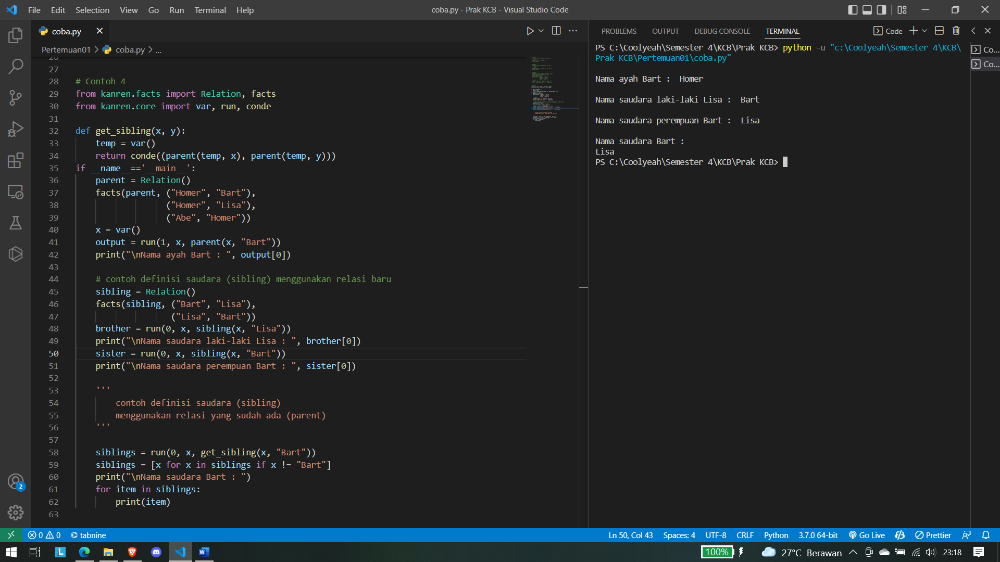 File Edit Selection View Go Run Terminal Help
coba.py - Prak KCB - Visual Studio Code
coba.py
Pertemuan01 > coba.py > ...
PROBLEMS OUTPUT DEBUG CONSOLE TERMINAL
Code
26
27
28 # Contoh 4
29 from kanren.facts import Relation, facts
30 from kanren.core import var, run, conde
31
32 def get_sibling(x, y):
33 temp = var()
34 return conde((parent(temp, x), parent(temp, y)))
35 if __name__=='__main__':
36 parent = Relation()
37 facts(parent, ("Homer", "Bart"),
38 ("Homer", "Lisa"),
39 ("Abe", "Homer"))
40 x = var()
41 output = run(1, x, parent(x, "Bart"))
42 print("\nNama ayah Bart : ", output[0])
43
44 # contoh definisi saudara (sibling) menggunakan relasi baru
45 sibling = Relation()
46 facts(sibling, ("Bart", "Lisa"),
47 ("Lisa", "Bart"))
48 brother = run(0, x, sibling(x, "Lisa"))
49 print("\nNama saudara laki-laki Lisa : ", brother[0])
50 sister = run(0, x, sibling(x, "Bart"))
51 print("\nNama saudara perempuan Bart : ", sister[0])
52
53 '''
54 contoh definisi saudara (sibling)
55 menggunakan relasi yang sudah ada (parent)
56 '''
57
58 siblings = run(0, x, get_sibling(x, "Bart"))
59 siblings = [x for x in siblings if x != "Bart"]
60 print("\nNama saudara Bart : ")
61 for item in siblings:
62 print(item)
63
PS C:\Coolyeah\Semester 4\KCB\Prak KCB> python -u "c:\Coolyeah\Semester 4\KCB\
Prak KCB\Pertemuan01\coba.py"
Nama ayah Bart :  Homer
Nama saudara laki-laki Lisa :  Bart
Nama saudara perempuan Bart :  Lisa
Nama saudara Bart :
Lisa
PS C:\Coolyeah\Semester 4\KCB\Prak KCB>
Co...
Co...
2
0 0 tabnine
Ln 50, Col 43 Spaces: 4 UTF-8 CRLF Python 3.7.0 64-bit Go Live Prettier
100% 27°C Berawan 23:18